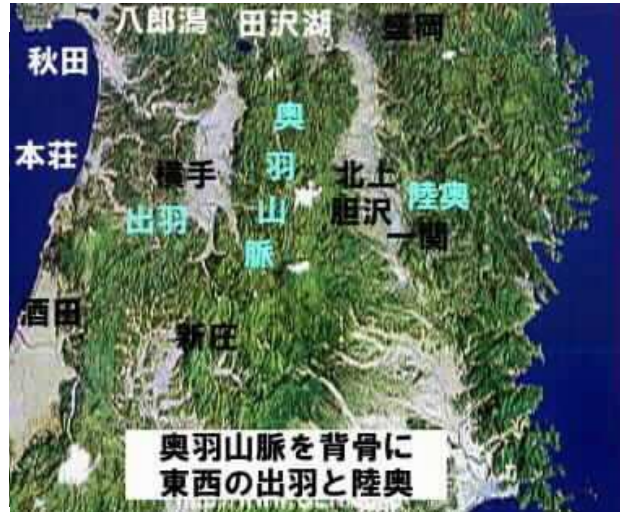 八郎潟
田沢湖
盛岡
秋田
本荘
横手
奥羽山脈
北上
胆沢
陸奥
一関
出羽
酒田
新庄
奥羽山脈を背骨に
東西の出羽と陸奥